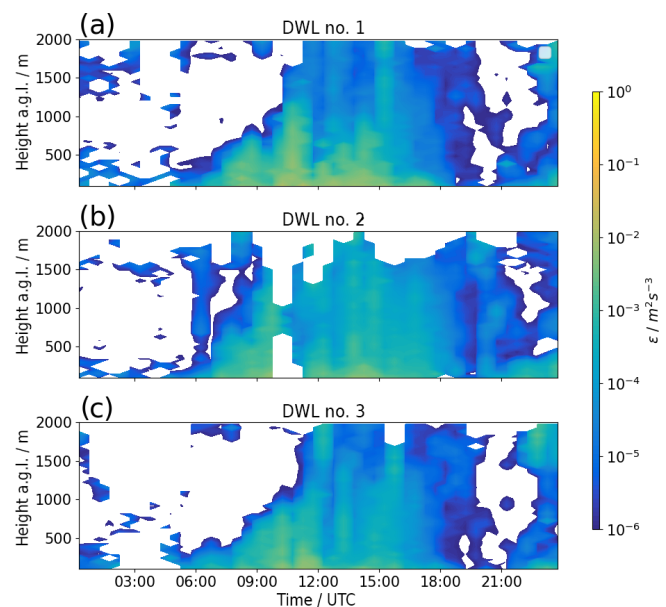 (a)
DWL no. 1
2000
1500
1000
500
Height a.g.l. / m
(b)
DWL no. 2
2000
1500
1000
500
Height a.g.l. / m
(c)
DWL no. 3
2000
1500
1000
500
Height a.g.l. / m
03:00 06:00 09:00 12:00 15:00 18:00 21:00
Time / UTC
10⁰
10⁻¹
10⁻²
10⁻³
10⁻⁴
10⁻⁵
10⁻⁶
ε / m²s⁻³